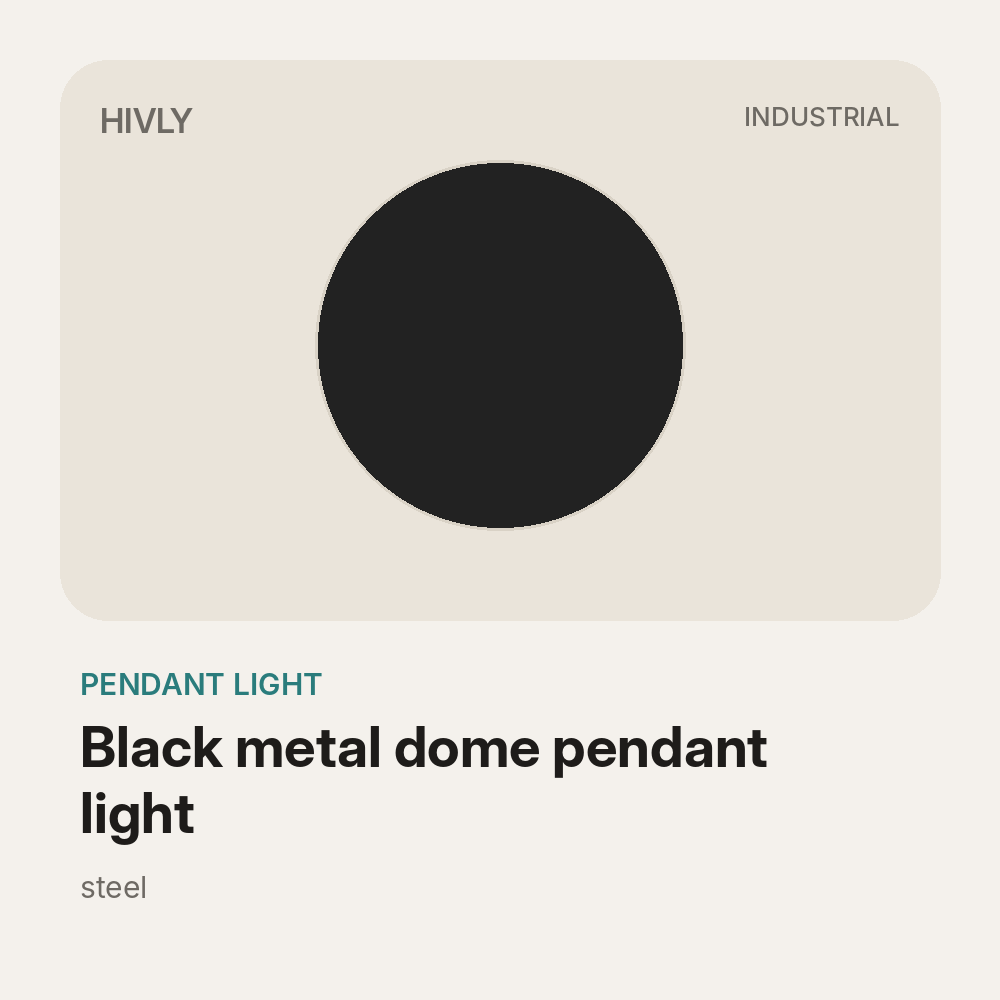 HIVLY
INDUSTRIAL
PENDANT LIGHT
Black metal dome pendant
light
steel